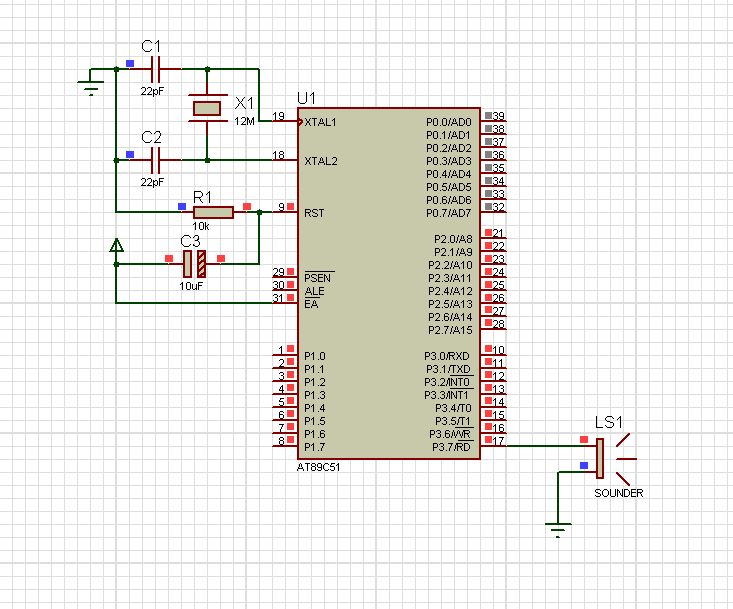 C1
22pF
X1
12M
C2
22pF
R1
10k
C3
10uF
U1
19 XTAL1
18 XTAL2
9 RST
29 PSEN
30 ALE
31 EA
1 P1.0
2 P1.1
3 P1.2
4 P1.3
5 P1.4
6 P1.5
7 P1.6
8 P1.7
P0.0/AD0 39
P0.1/AD1 38
P0.2/AD2 37
P0.3/AD3 36
P0.4/AD4 35
P0.5/AD5 34
P0.6/AD6 33
P0.7/AD7 32
P2.0/A8 21
P2.1/A9 22
P2.2/A10 23
P2.3/A11 24
P2.4/A12 25
P2.5/A13 26
P2.6/A14 27
P2.7/A15 28
P3.0/RXD 10
P3.1/TXD 11
P3.2/INT0 12
P3.3/INT1 13
P3.4/T0 14
P3.5/T1 15
P3.6/WR 16
P3.7/RD 17
AT89C51
LS1
SOUNDER